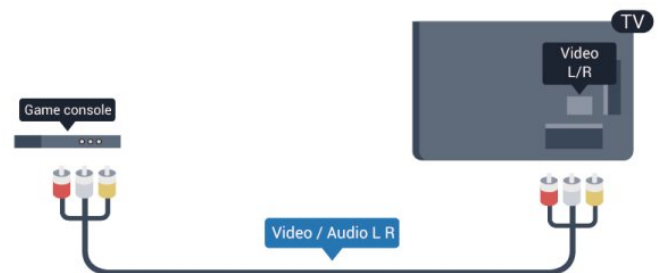 TV
Video
L/R
Game console
Video / Audio L R